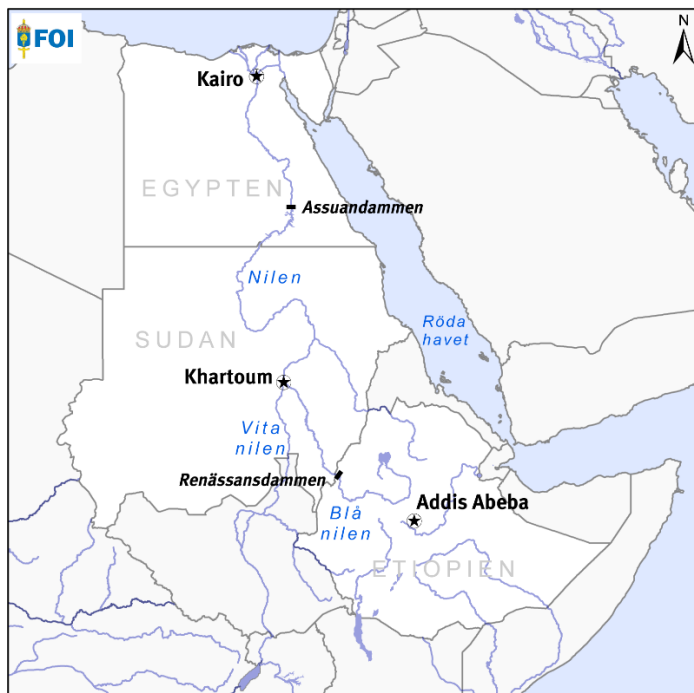 FOI
N
Kairo
EGYPTEN
Assuandammen
Nilen
Röda
havet
SUDAN
Khartoum
Vita
nilen
Renässansdammen
Addis Abeba
Blå
nilen
ETIOPIEN